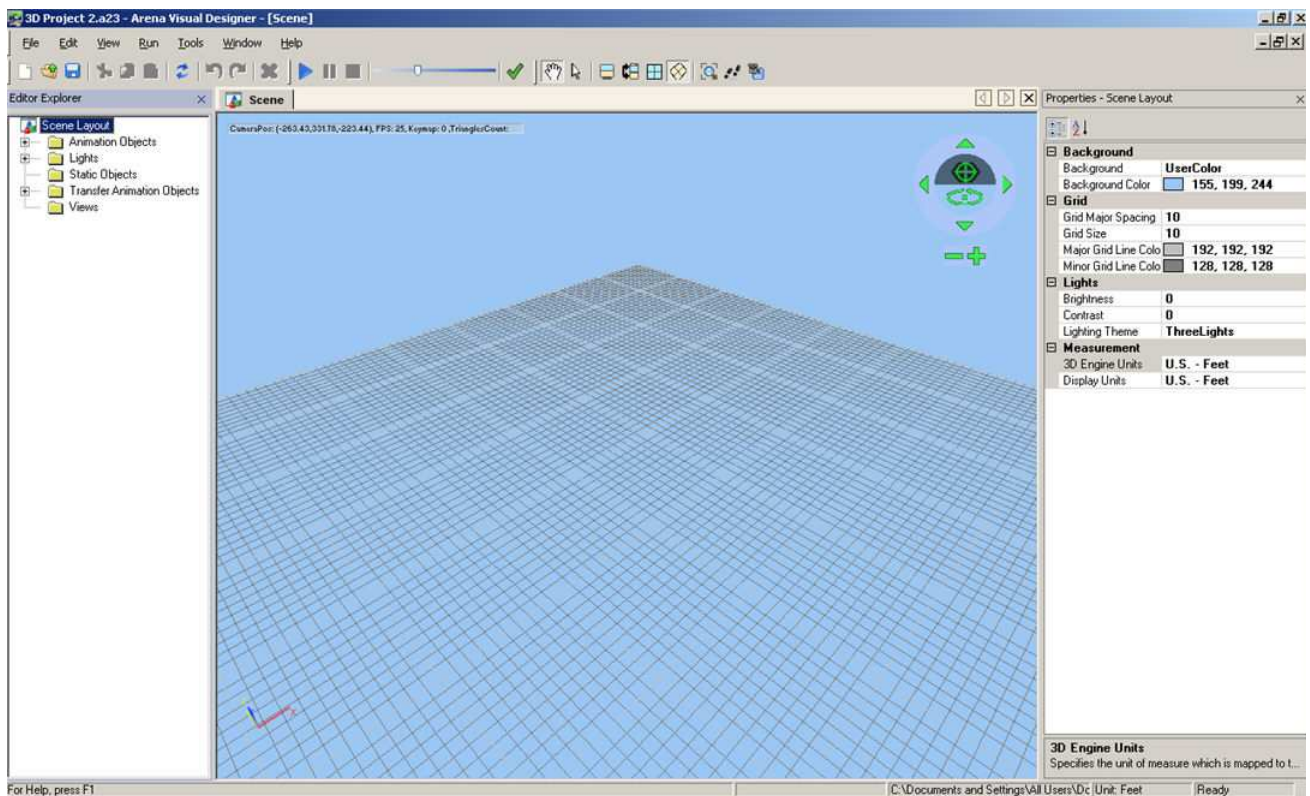 3D Project 2.a23 - Arena Visual Designer - [Scene]
File Edit View Run Tools Window Help
Editor Explorer
Scene
Properties - Scene Layout
Scene Layout
Animation Objects
Lights
Static Objects
Transfer Animation Objects
Views
FPS: 25, Keymap: 0
Background
Background UserColor
Background Color 155, 199, 244
Grid
Grid Major Spacing 10
Grid Size 10
Major Grid Line Colo 192, 192, 192
Minor Grid Line Colo 128, 128, 128
Lights
Brightness 0
Contrast 0
Lighting Theme ThreeLights
Measurement
3D Engine Units U.S. - Feet
Display Units U.S. - Feet
X
3D Engine Units
Specifies the unit of measure which is mapped to t...
For Help, press F1
C:\Documents and Settings\All Users\Dc
Unit: Feet
Ready